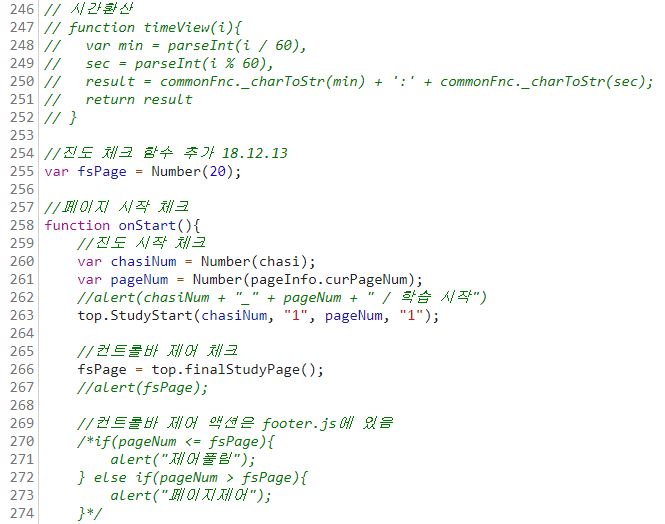 246 // 시간환산
247 // function timeView(i){
248 //   var min = parseInt(i / 60),
249 //   sec = parseInt(i % 60),
250 //   result = commonFnc._charToStr(min) + ':' + commonFnc._charToStr(sec);
251 //   return result
252 // }
253
254 //진도 체크 함수 추가 18.12.13
255 var fsPage = Number(20);
256
257 //페이지 시작 체크
258 function onStart(){
259     //진도 시작 체크
260     var chasiNum = Number(chasi);
261     var pageNum = Number(pageInfo.curPageNum);
262     //alert(chasiNum + "_" + pageNum + " / 학습 시작")
263     top.StudyStart(chasiNum, "1", pageNum, "1");
264
265     //컨트롤바 제어 체크
266     fsPage = top.finalStudyPage();
267     //alert(fsPage);
268
269     //컨트롤바 제어 액션은 footer.js에 있음
270     /*if(pageNum <= fsPage){
271         alert("제어풀림");
272     } else if(pageNum > fsPage){
273         alert("페이지제어");
274     }*/